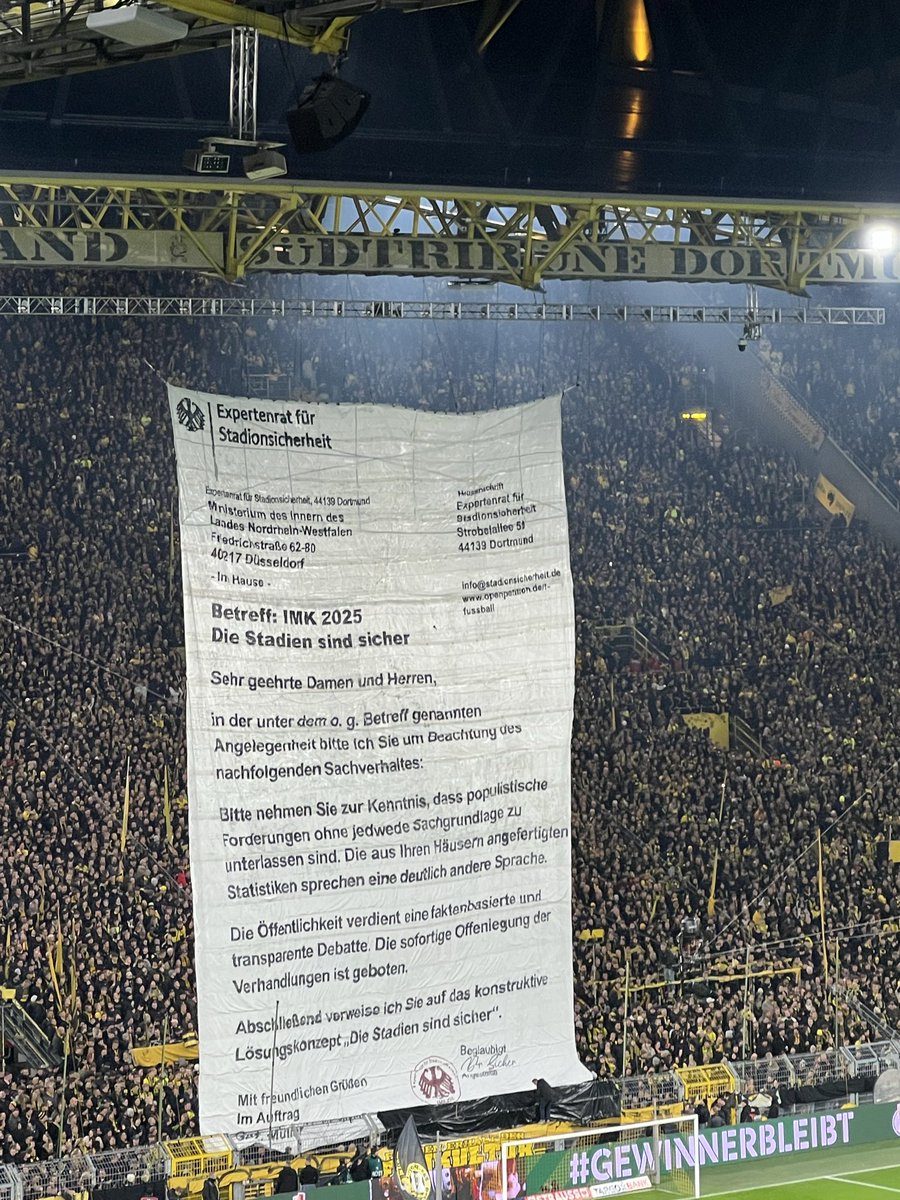 AND SÜDTRIBÜNE DORTMU
Expertenrat für
Stadionsicherheit
Expertenrat für Stadionsicherheit, 44139 Dortmund
Ministerium des Innern des
Landes Nordrhein-Westfalen
Friedrichstraße 62-80
40217 Düsseldorf
- In Hause -
Hausanschrift
Expertenrat für
Stadionsicherheit
Strobelallee 51
44139 Dortmund
info@stadionsicherheit.de
www.openpetition.de/!-
fussball
Betreff: IMK 2025
Die Stadien sind sicher
Sehr geehrte Damen und Herren,
in der unter dem o. g. Betreff genannten
Angelegenheit bitte ich Sie um Beachtung des
nachfolgenden Sachverhaltes:
Bitte nehmen Sie zur Kenntnis, dass populistische
Forderungen ohne jedwede Sachgrundlage zu
unterlassen sind. Die aus Ihren Häusern angefertigten
Statistiken sprechen eine deutlich andere Sprache.
Die Öffentlichkeit verdient eine faktenbasierte und
transparente Debatte. Die sofortige Offenlegung der
Verhandlungen ist geboten.
Abschließend verweise ich Sie auf das konstruktive
Lösungskonzept „Die Stadien sind sicher".
Mit freundlichen Grüßen
Im Auftrag
Beglaubigt
#GEWINNERBLEIBT